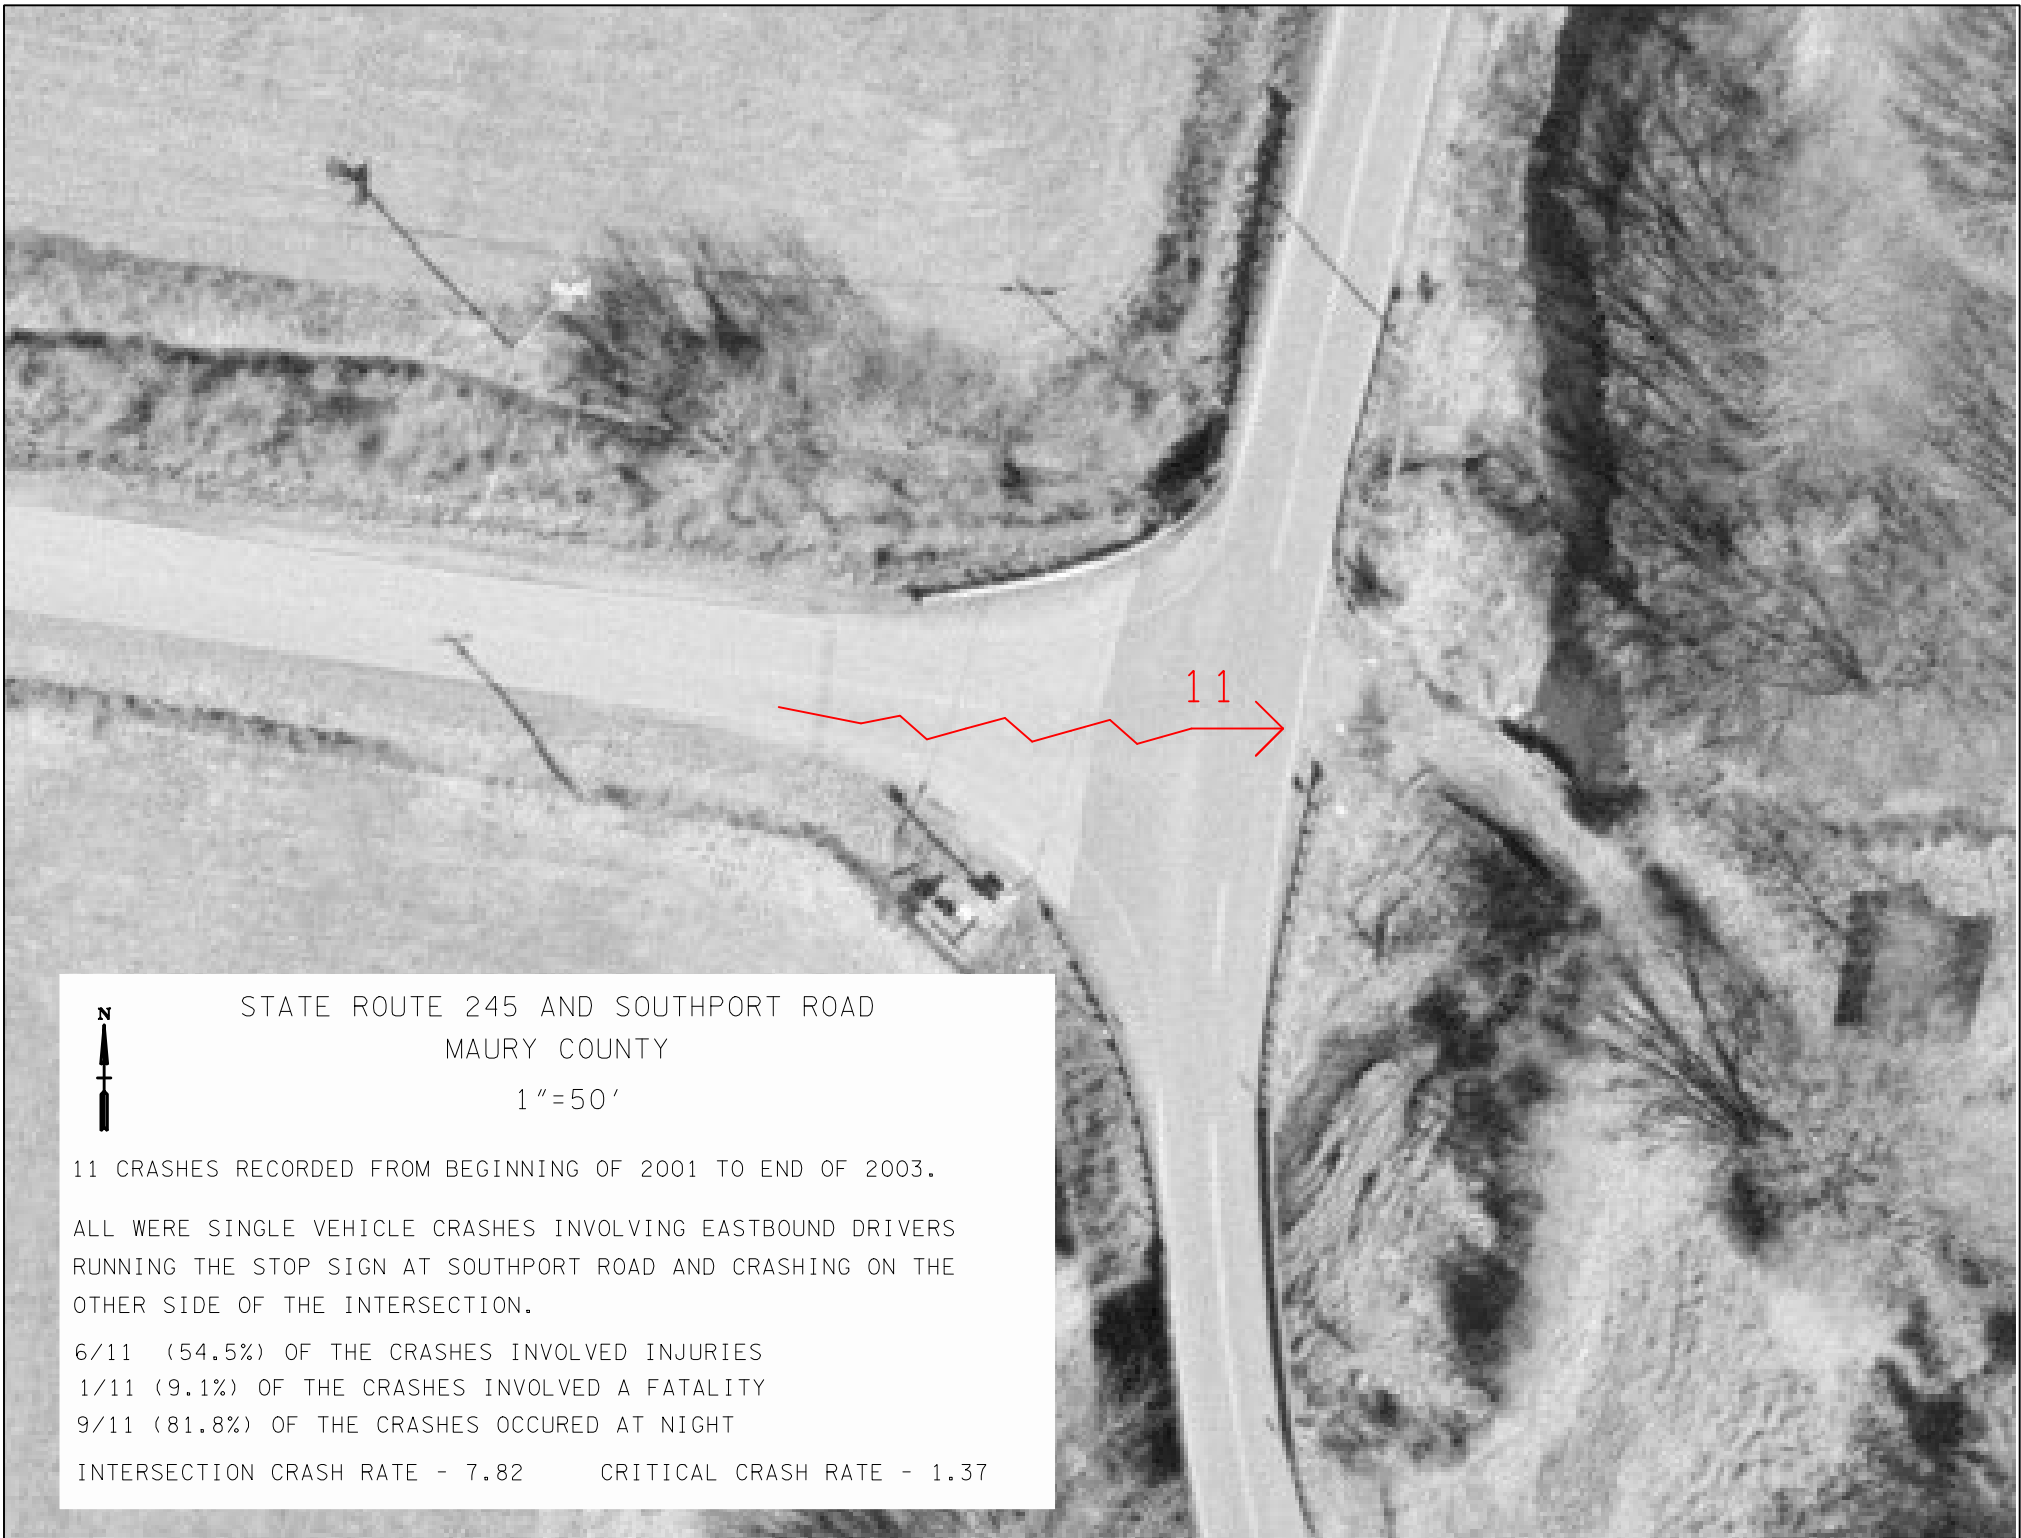 11
N
STATE ROUTE 245 AND SOUTHPORT ROAD
MAURY COUNTY
1"=50'
11 CRASHES RECORDED FROM BEGINNING OF 2001 TO END OF 2003.
ALL WERE SINGLE VEHICLE CRASHES INVOLVING EASTBOUND DRIVERS
RUNNING THE STOP SIGN AT SOUTHPORT ROAD AND CRASHING ON THE
OTHER SIDE OF THE INTERSECTION.
6/11 (54.5%) OF THE CRASHES INVOLVED INJURIES
1/11 (9.1%) OF THE CRASHES INVOLVED A FATALITY
9/11 (81.8%) OF THE CRASHES OCCURED AT NIGHT
INTERSECTION CRASH RATE - 7.82 CRITICAL CRASH RATE - 1.37